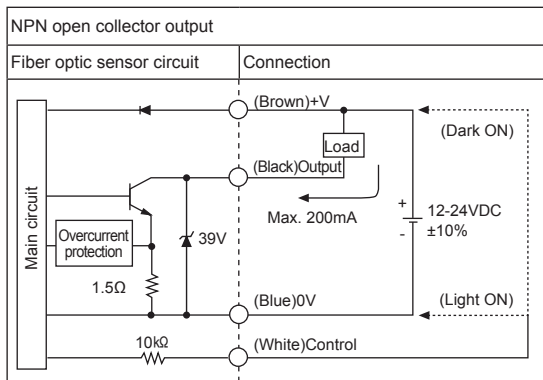 NPN open collector output
Fiber optic sensor circuit
Connection
(Brown)+V
(Dark ON)
Load
(Black)Output
Main circuit
Max. 200mA
+
12-24VDC
-
±10%
Overcurrent
protection
39V
1.5Ω
(Blue)0V
(Light ON)
10kΩ
(White)Control